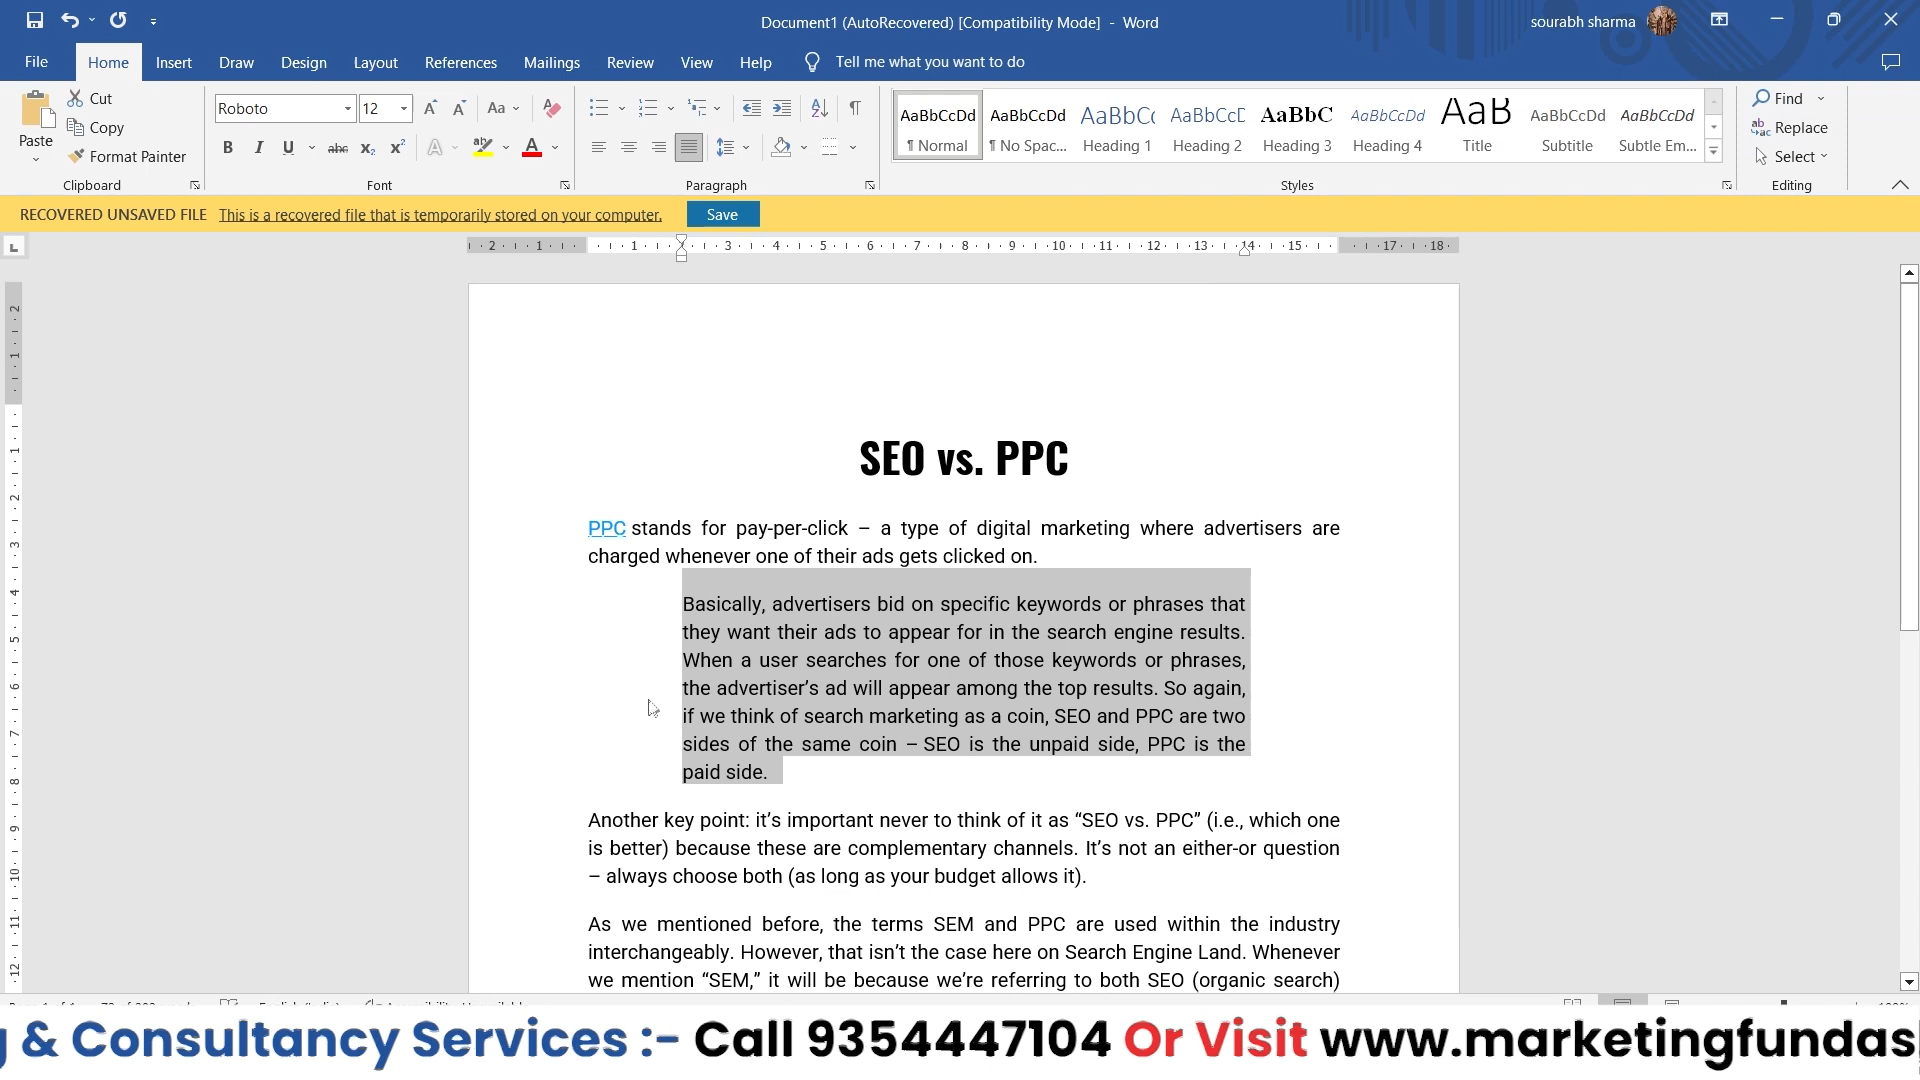 Document1 (AutoRecovered) [Compatibility Mode] - Word
sourabh sharma
File Home Insert Draw Design Layout References Mailings Review View Help Tell me what you want to do
Paste
Cut
Copy
Format Painter
Clipboard
Roboto 12
Font
Paragraph
AaBbCcDd AaBbCcDd AaBbC( AaBbCcD AaBbC AaBbCcDd AaB AaBbCcDd AaBbCcDd
¶ Normal ¶ No Spac... Heading 1 Heading 2 Heading 3 Heading 4 Title Subtitle Subtle Em...
Styles
Find
Replace
Select
Editing
RECOVERED UNSAVED FILE This is a recovered file that is temporarily stored on your computer. Save
SEO vs. PPC
PPC stands for pay-per-click – a type of digital marketing where advertisers are
charged whenever one of their ads gets clicked on.
Basically, advertisers bid on specific keywords or phrases that
they want their ads to appear for in the search engine results.
When a user searches for one of those keywords or phrases,
the advertiser’s ad will appear among the top results. So again,
if we think of search marketing as a coin, SEO and PPC are two
sides of the same coin – SEO is the unpaid side, PPC is the
paid side.
Another key point: it’s important never to think of it as “SEO vs. PPC” (i.e., which one
is better) because these are complementary channels. It’s not an either-or question
– always choose both (as long as your budget allows it).
As we mentioned before, the terms SEM and PPC are used within the industry
interchangeably. However, that isn’t the case here on Search Engine Land. Whenever
we mention “SEM,” it will be because we’re referring to both SEO (organic search)
& Consultancy Services :- Call 9354447104 Or Visit www.marketingfundas